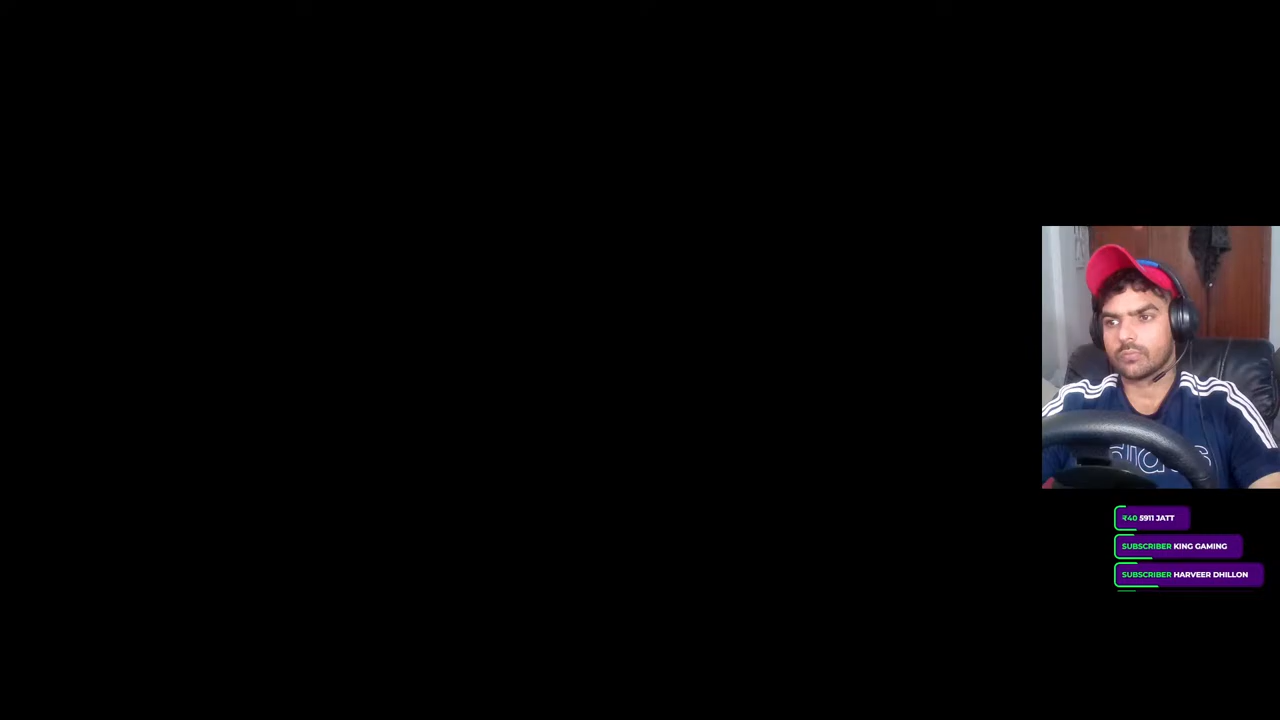 ₹40 5911 JATT
SUBSCRIBER KING GAMING
SUBSCRIBER HARVEER DHILLON